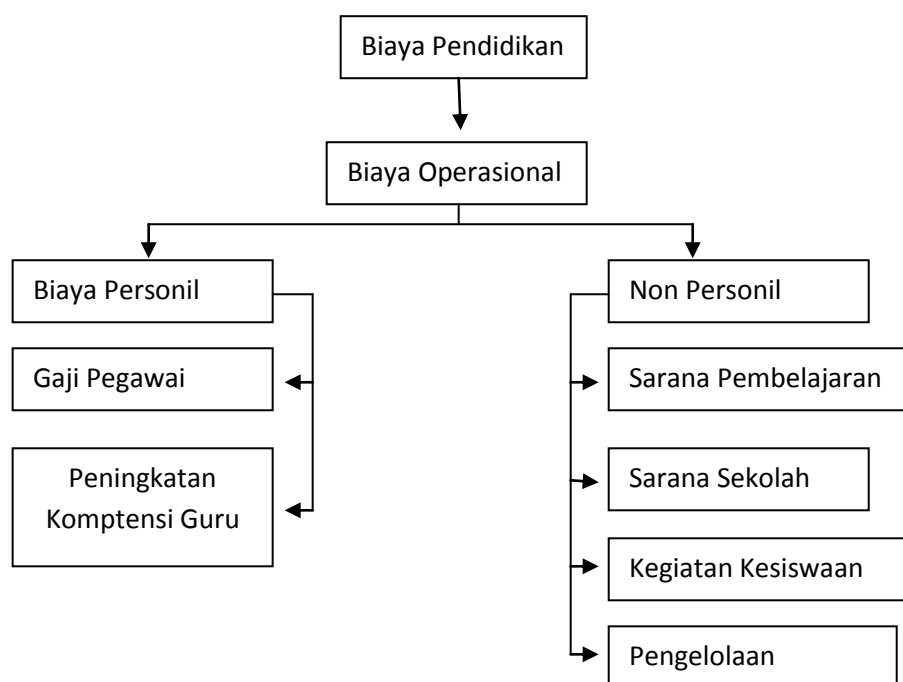 Biaya Pendidikan
Biaya Operasional
Biaya Personil
Non Personil
Gaji Pegawai
Sarana Pembelajaran
Peningkatan
Komptensi Guru
Sarana Sekolah
Kegiatan Kesiswaan
Pengelolaan